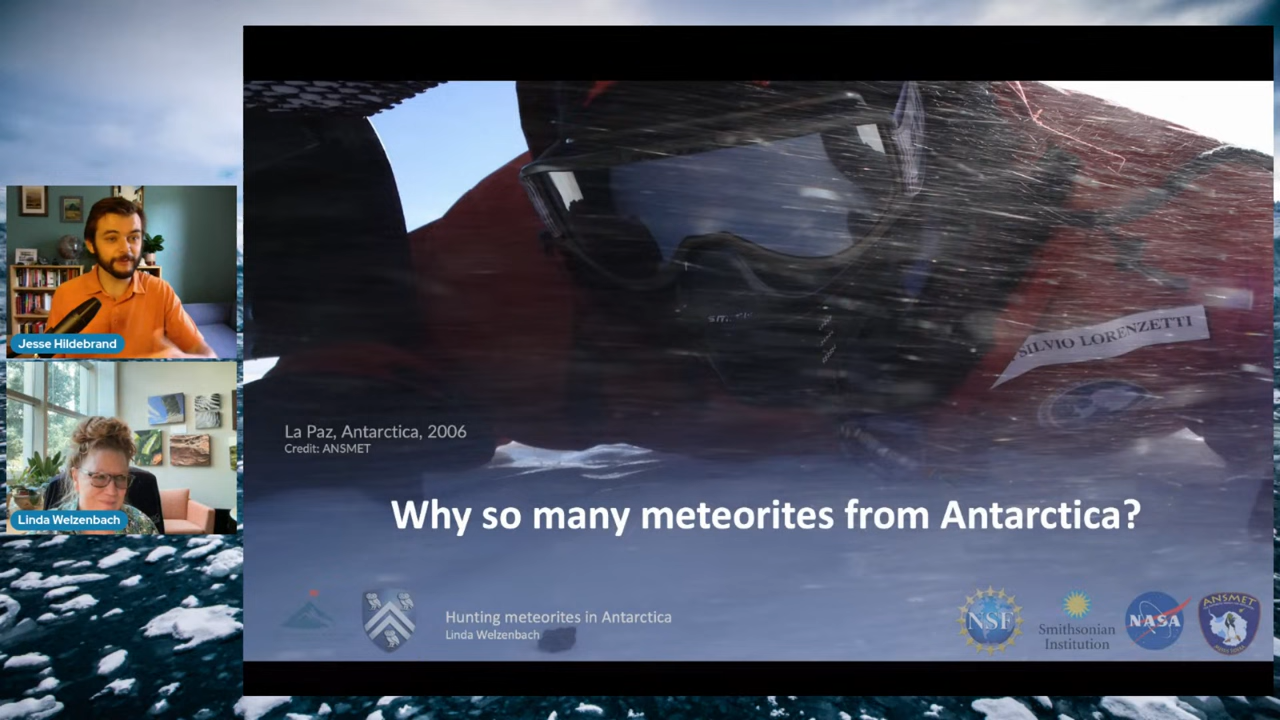 Jesse Hildebrand
Linda Welzenbach
SILVIO LORENZETTI
La Paz, Antarctica, 2006
Credit: ANSMET
Why so many meteorites from Antarctica?
Hunting meteorites in Antarctica
Linda Welzenbach
NSF
Smithsonian
Institution
NASA
ANSMET